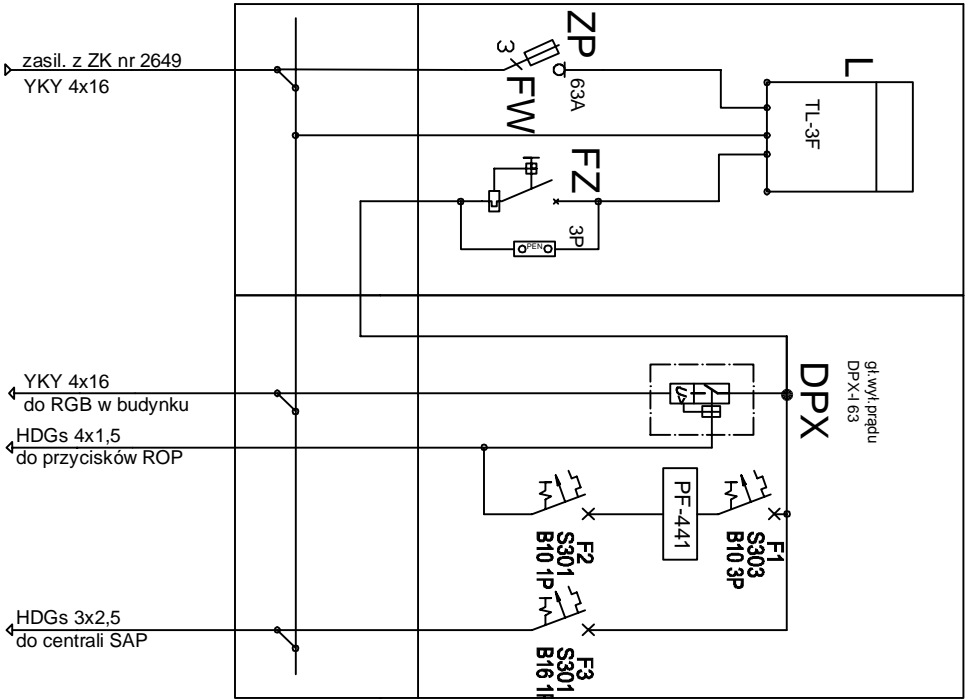 zasil. z ZK nr 2649
YKY 4x16
ZP
3
63A
FW
L
TL-3F
FZ
3P
PEN
YKY 4x16
do RGB w budynku
HDGs 4x1,5
do przycisków ROP
DPX
gł.wył.prądu
DPX-I 63
F2
S301
B10 1P
PF-441
F1
S303
B10 3P
HDGs 3x2,5
do centrali SAP
F3
S301
B16 1P